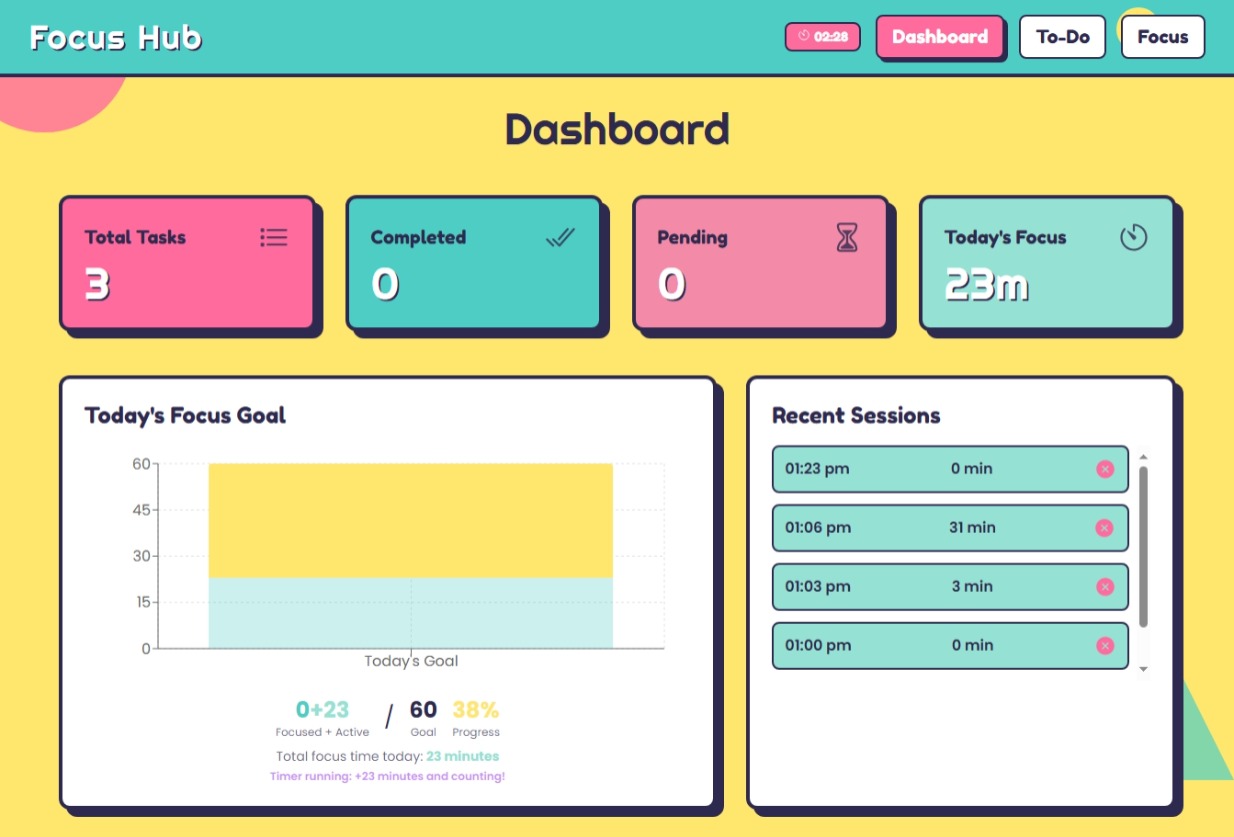 Focus Hub
02:28
Dashboard
To-Do
Focus
Dashboard
Total Tasks
3
Completed
0
Pending
0
Today's Focus
23m
Today's Focus Goal
60
45
30
15
0
Today's Goal
0+23 / 60 38%
Focused + Active Goal Progress
Total focus time today: 23 minutes
Timer running: +23 minutes and counting!
Recent Sessions
01:23 pm 0 min
01:06 pm 31 min
01:03 pm 3 min
01:00 pm 0 min